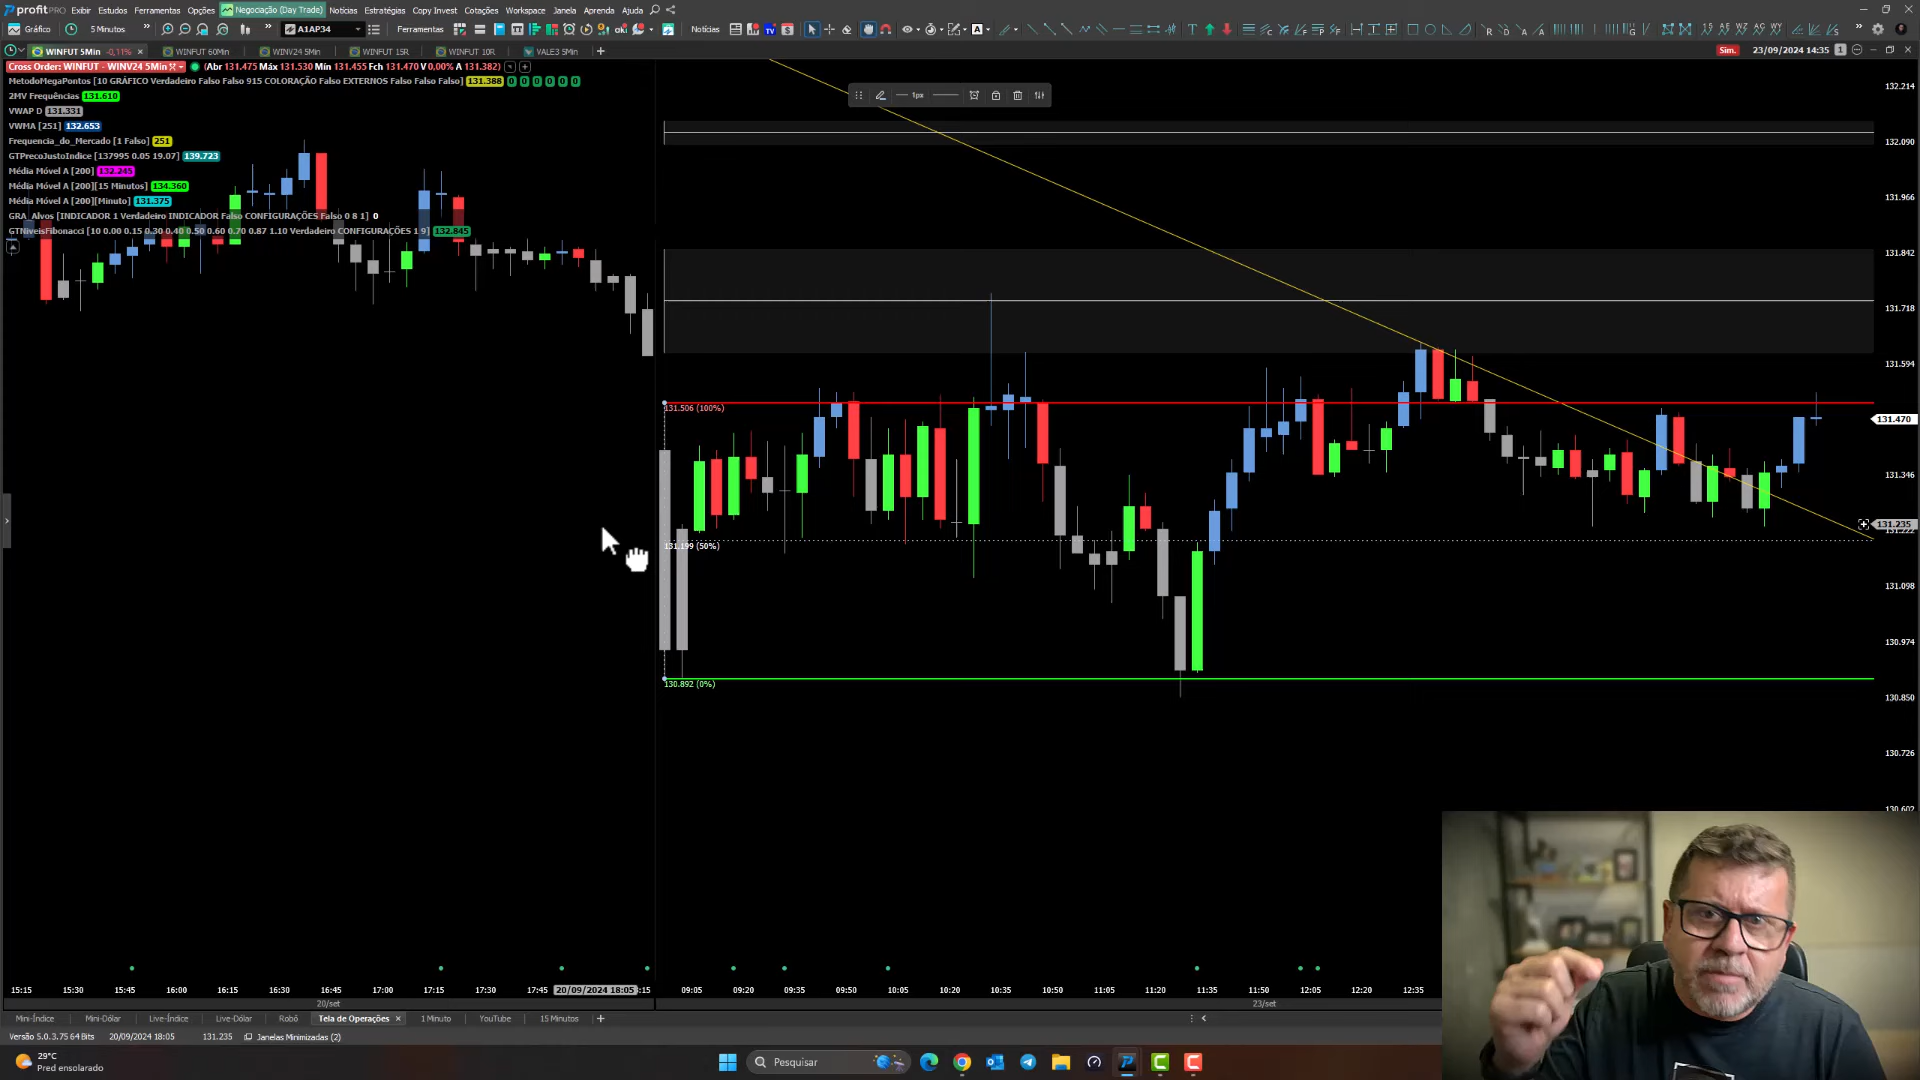 profitPRO Exibir Estudos Ferramentas Opções Negociação (Day Trade) Notícias Estratégias Copy Invest Cotações Workspace Janela Aprenda Ajuda
Gráfico 5 Minutos A1AP34 Ferramentas Notícias
WINFUT 5Min -0,11% WINFUT 60Min WINV24 5Min WINFUT 15R WINFUT 10R VALE3 5Min
Sim. 23/09/2024 14:35 1
Cross Order: WINFUT - WINV24 5Min (Abr 131.475 Máx 131.530 Mín 131.455 Fch 131.470 V 0,00% A 131.382)
MetodoMegaPontos [10 GRÁFICO Verdadeiro Falso Falso 915 COLORAÇÃO Falso EXTERNOS Falso Falso Falso] 131.388 0 0 0 0 0 0
2MV Frequências 131.610
VWAP D 131.331
VWMA [251] 132.653
Frequencia_do_Mercado [1 Falso] 251
GTPrecoJustoIndice [137995 0.05 19.07] 139.723
Média Móvel A [200] 132.245
Média Móvel A [200][15 Minutos] 134.360
Média Móvel A [200][Minuto] 131.375
GRA_Alvos [INDICADOR 1 Verdadeiro INDICADOR Falso CONFIGURAÇÕES Falso 0 8 1] 0
GTNiveisFibonacci [10 0.00 0.15 0.30 0.40 0.50 0.60 0.70 0.87 1.10 Verdadeiro CONFIGURAÇÕES 1 9] 132.845
1px
132.214
132.090
131.966
131.842
131.718
131.594
131.506 (100%)
131.470
131.346
131.235
131.199 (50%)
131.098
130.974
130.892 (0%)
130.850
130.726
130.602
15:15 15:30 15:45 16:00 16:15 16:30 16:45 17:00 17:15 17:30 17:45 20/09/2024 18:05 :15 09:05 09:20 09:35 09:50 10:05 10:20 10:35 10:50 11:05 11:20 11:35 11:50 12:05 12:20 12:35
20/set 23/set
Mini-Índice Mini-Dólar Live-Índice Live-Dólar Robô Tela de Operações 1 Minuto YouTube 15 Minutos
Versão 5.0.3.75 64 Bits 20/09/2024 18:05 131.235 Janelas Minimizadas (2)
29°C
Pred ensolarado
Pesquisar